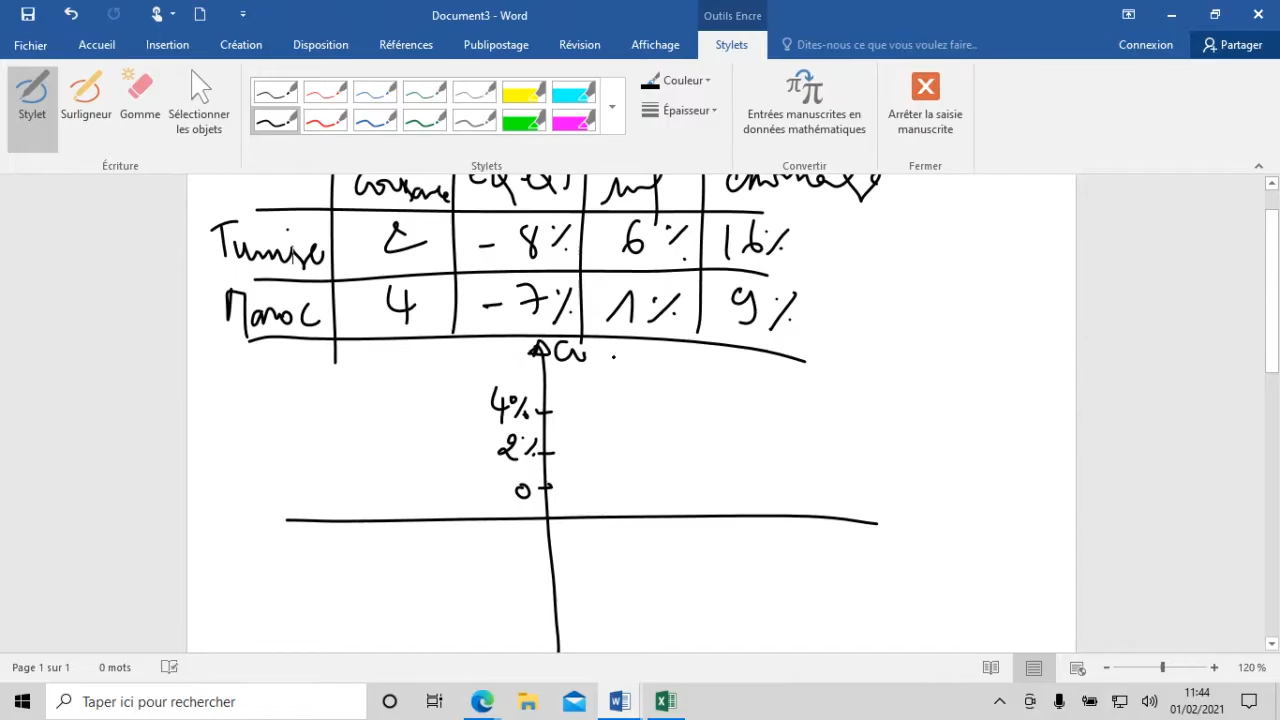 Document3 - Word
Outils Encre
Fichier Accueil Insertion Création Disposition Références Publipostage Révision Affichage Stylets Dites-nous ce que vous voulez faire... Connexion Partager
Stylet Surligneur Gomme Sélectionner les objets
Couleur
Épaisseur
Entrées manuscrites en données mathématiques
Arrêter la saisie manuscrite
Écriture Stylets Convertir Fermer
Tunisie 2 - 8% 6% 16%
Maroc 4 - 7% 1% 9%
4%
2%
0
Page 1 sur 1 0 mots 120 %
Taper ici pour rechercher
11:44
01/02/2021